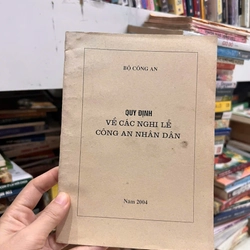 BỘ CÔNG AN
QUY ĐỊNH
VỀ CÁC NGHI LỄ
CÔNG AN NHÂN DÂN
Năm 2004